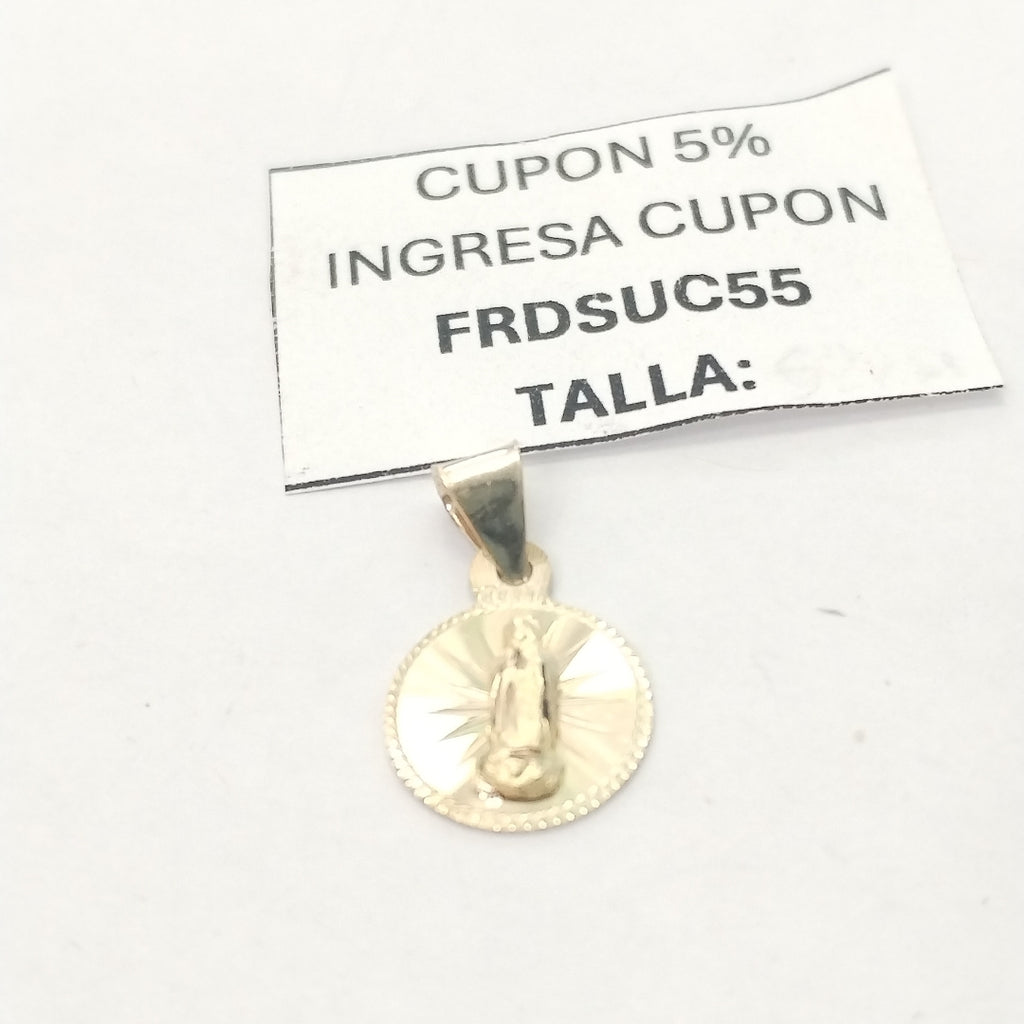 CUPON 5%
INGRESA CUPON
FRDSUC55
TALLA: